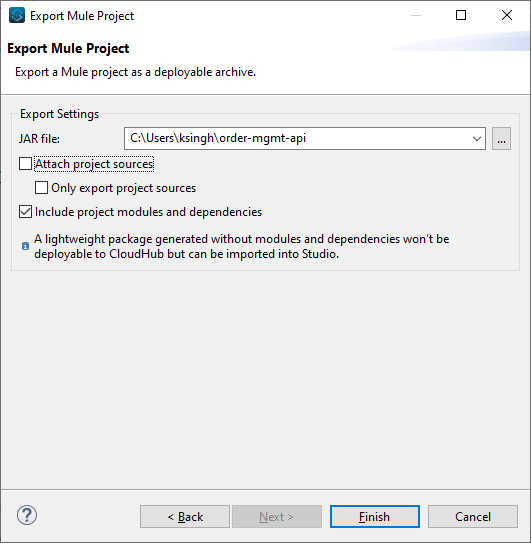 Export Mule Project
Export Mule Project
Export a Mule project as a deployable archive.
Export Settings
JAR file:
C:\Users\ksingh\order-mgmt-api
...
Attach project sources
Only export project sources
Include project modules and dependencies
A lightweight package generated without modules and dependencies won't be
deployable to CloudHub but can be imported into Studio.
?
< Back
Next >
Finish
Cancel